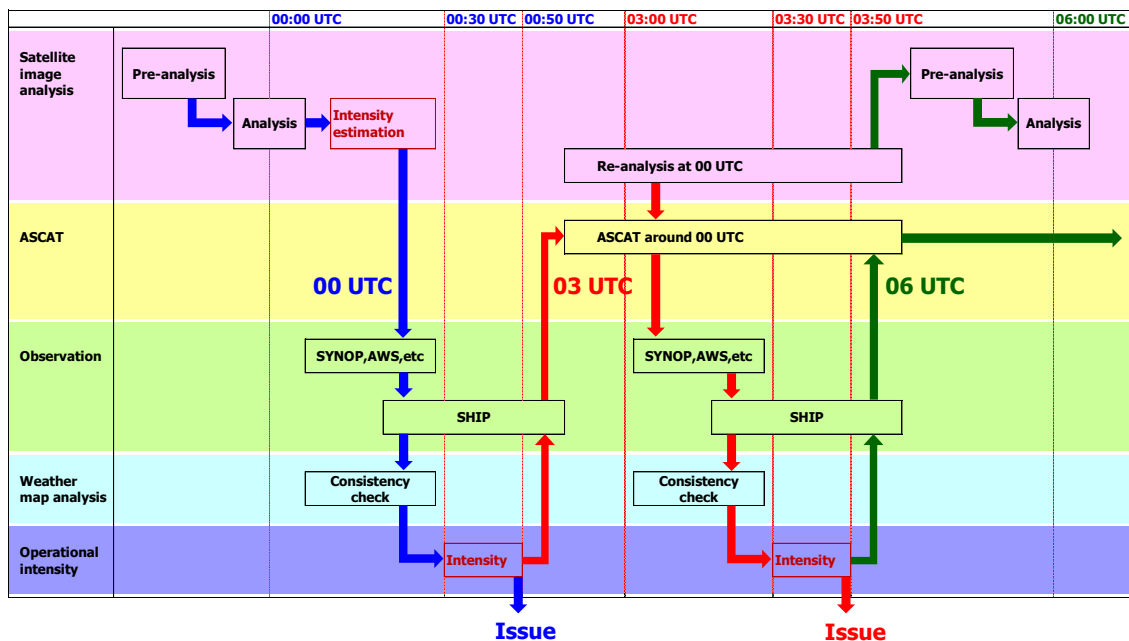 00:00 UTC
00:30 UTC
00:50 UTC
03:00 UTC
03:30 UTC
03:50 UTC
06:00 UTC
Satellite
image
analysis
Pre-analysis
Analysis
Intensity
estimation
Re-analysis at 00 UTC
Pre-analysis
Analysis
ASCAT
ASCAT around 00 UTC
00 UTC
03 UTC
06 UTC
Observation
SYNOP,AWS,etc
SYNOP,AWS,etc
SHIP
SHIP
Weather
map analysis
Consistency
check
Consistency
check
Operational
intensity
Intensity
Intensity
Issue
Issue